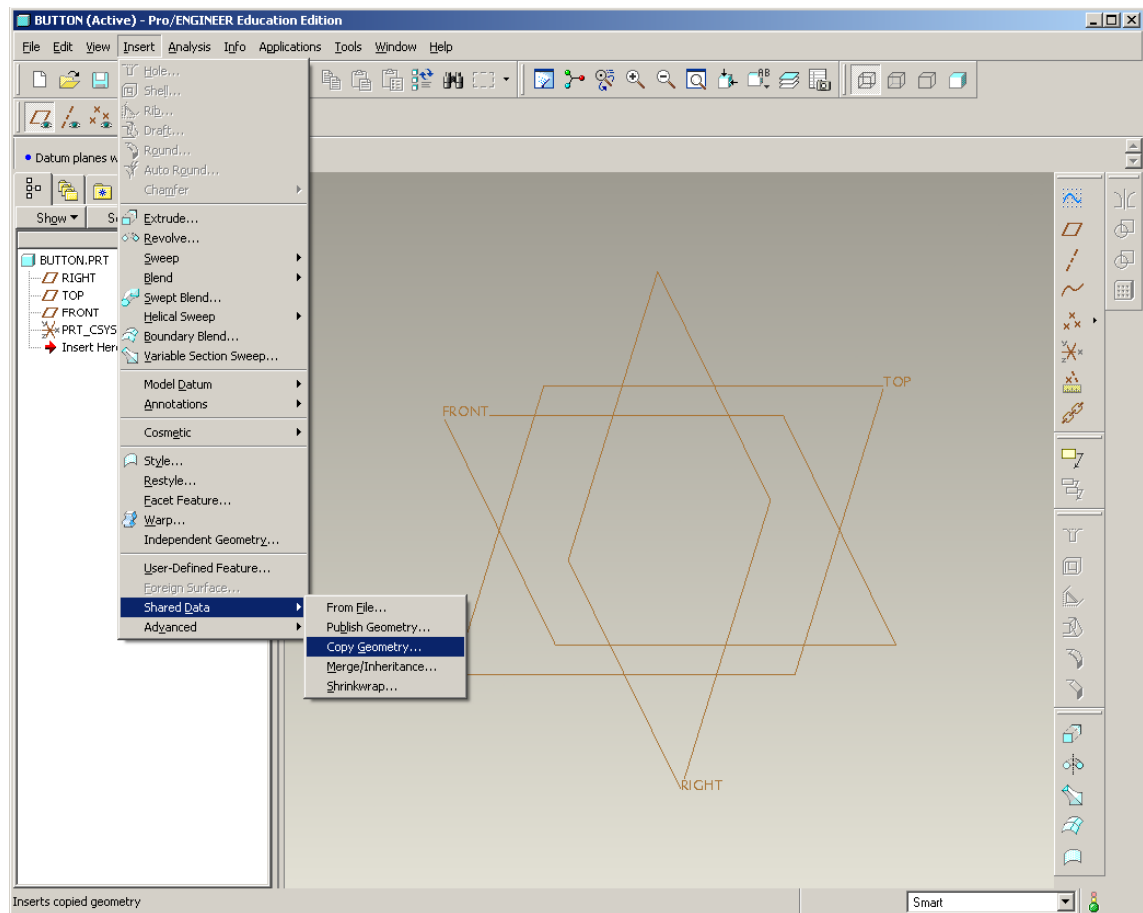 BUTTON (Active) - Pro/ENGINEER Education Edition
File Edit View Insert Analysis Info Applications Tools Window Help
Hole...
Shell...
Rib...
Draft...
Round...
Auto Round...
Chamfer
Datum planes w
Show
Extrude...
Revolve...
Sweep
Blend
Swept Blend...
Helical Sweep
Boundary Blend...
Variable Section Sweep...
Model Datum
Annotations
Cosmetic
Style...
Restyle...
Facet Feature...
Warp...
Independent Geometry...
User-Defined Feature...
Foreign Surface...
Shared Data
Advanced
BUTTON.PRT
RIGHT
TOP
FRONT
PRT_CSYS
Insert Her
From File...
Publish Geometry...
Copy Geometry...
Merge/Inheritance...
Shrinkwrap...
TOP
FRONT
RIGHT
Inserts copied geometry
Smart